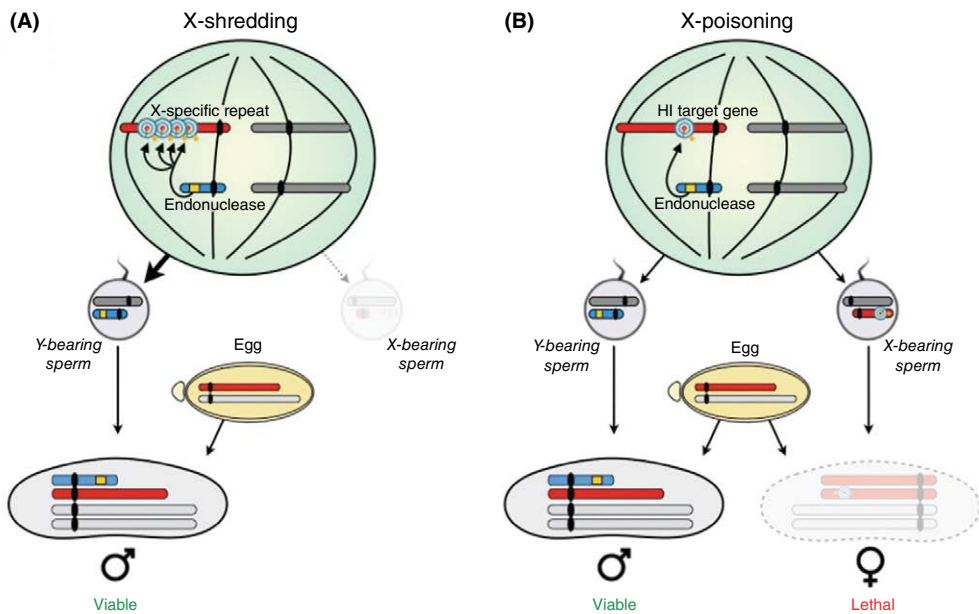 (A)
X-shredding
X-specific repeat
Endonuclease
Y-bearing
sperm
X-bearing
sperm
Egg
Viable
(B)
X-poisoning
HI target gene
Endonuclease
Y-bearing
sperm
X-bearing
sperm
Egg
Viable
Lethal